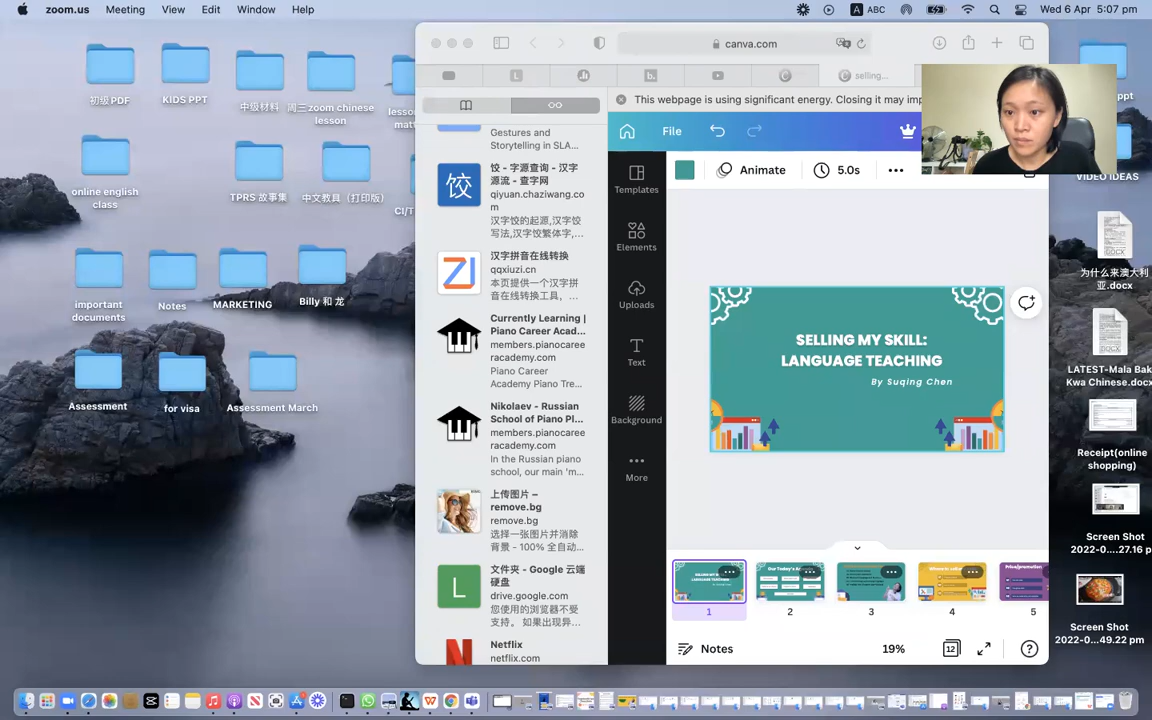 zoom.us Meeting View Edit Window Help
A ABC
Wed 6 Apr 5:07 pm
初级PDF
KIDS PPT
中级材料
周三zoom chinese
lesson
online english
class
TPRS 故事集
中文教具（打印版）
important
documents
Notes
MARKETING
Billy 和 龙
Assessment
for visa
Assessment March
canva.com
selling...
Gestures and
Storytelling in SLA...
饺
饺 - 字源查询 - 汉字
源流 - 查字网
qiyuan.chaziwang.co
m
汉字饺的起源,汉字饺
写法,汉字饺繁体字,...
ZI
汉字拼音在线转换
qqxiuzi.cn
本页提供一个汉字拼
音在线转换工具，...
Currently Learning |
Piano Career Acad...
members.pianocare
eracademy.com
Piano Career
Academy Piano Tre...
Nikolaev - Russian
School of Piano Pl...
members.pianocare
eracademy.com
In the Russian piano
school, our main 'm...
上传图片 –
remove.bg
remove.bg
选择一张图片并消除
背景 - 100% 全自动...
L
文件夹 - Google 云端
硬盘
drive.google.com
您使用的浏览器不受
支持。 如果出现异...
N
Netflix
netflix.com
This webpage is using significant energy. Closing it may
File
Templates
Elements
Uploads
Text
Background
More
Animate
5.0s
SELLING MY SKILL:
LANGUAGE TEACHING
By Suqing Chen
1
2
3
4
5
Notes
19%
12
ppt
VIDEO IDEAS
为什么来澳大利
亚.docx
DOCX
LATEST-Mala Bak
Kwa Chinese.docx
DOCX
Receipt(online
shopping)
Screen Shot
2022-0....27.16 p
Screen Shot
2022-0...49.22 pm